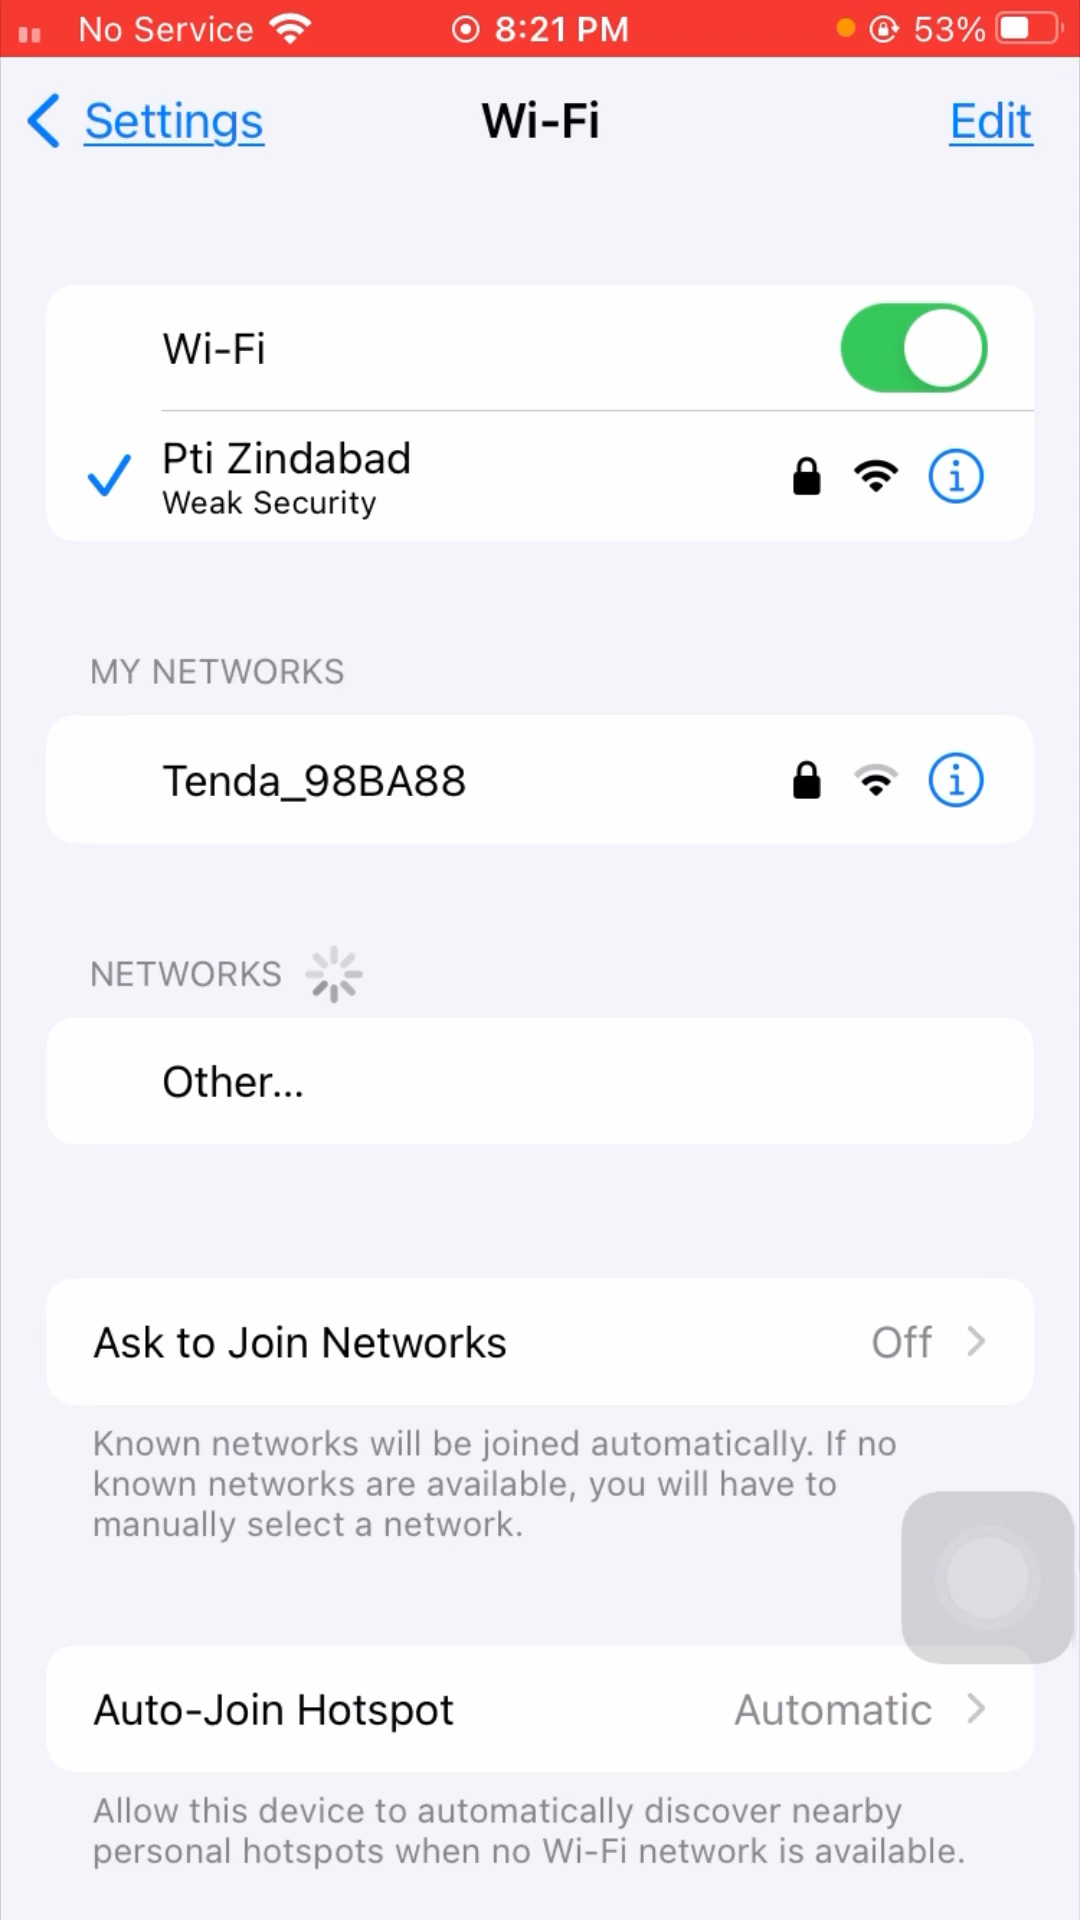 No Service 8:21 PM 53%
Settings Wi-Fi Edit
Wi-Fi
Pti Zindabad
Weak Security
MY NETWORKS
Tenda_98BA88
NETWORKS
Other...
Ask to Join Networks Off
Known networks will be joined automatically. If no
known networks are available, you will have to
manually select a network.
Auto-Join Hotspot Automatic
Allow this device to automatically discover nearby
personal hotspots when no Wi-Fi network is available.